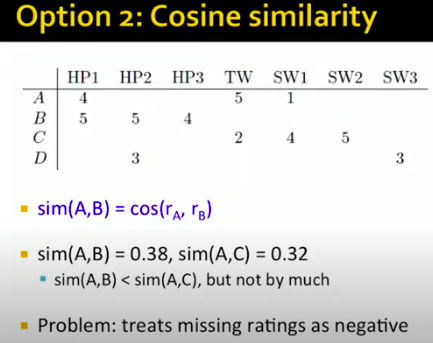 Option 2: Cosine similarity
HP1 HP2 HP3 TW SW1 SW2 SW3
A 4 5 1
B 5 5 4
C 2 4 5
D 3 3
sim(A,B) = cos(rA, rB)
sim(A,B) = 0.38, sim(A,C) = 0.32
sim(A,B) < sim(A,C), but not by much
Problem: treats missing ratings as negative